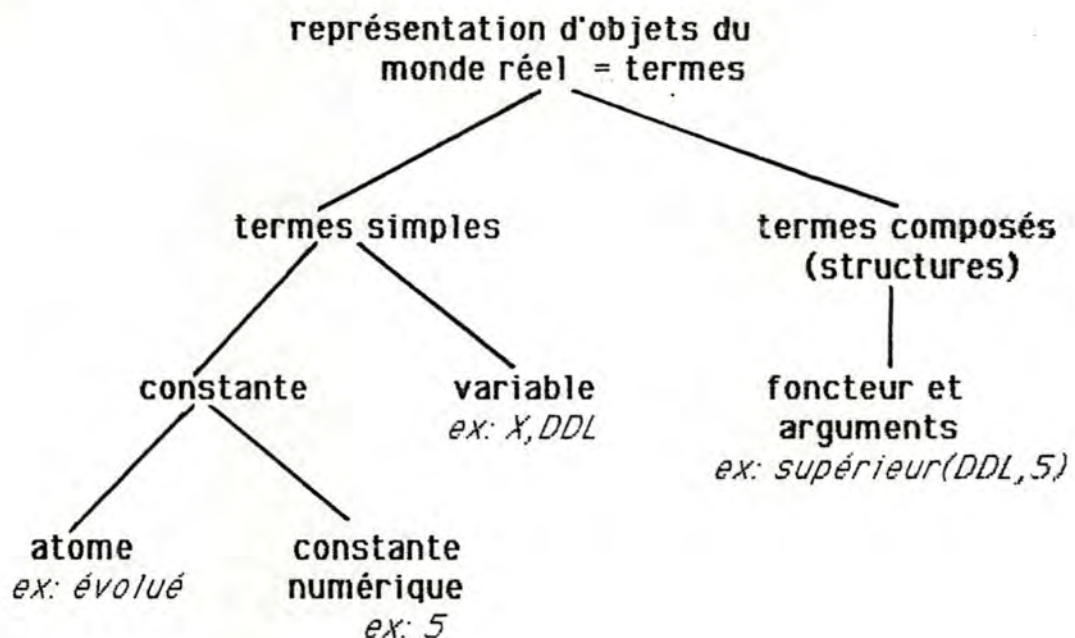 représentation d'objets du
monde réel = termes
termes simples
termes composés
(structures)
constante
variable
ex: X,DDL
foncteur et
arguments
ex: supérieur(DDL,5)
atome
ex: évolué
constante
numérique
ex: 5